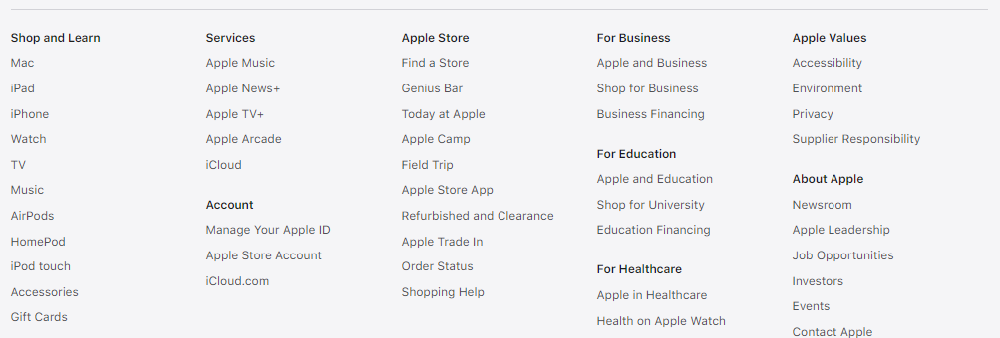 Shop and Learn
Mac
iPad
iPhone
Watch
TV
Music
AirPods
HomePod
iPod touch
Accessories
Gift Cards
Services
Apple Music
Apple News+
Apple TV+
Apple Arcade
iCloud
Account
Manage Your Apple ID
Apple Store Account
iCloud.com
Apple Store
Find a Store
Genius Bar
Today at Apple
Apple Camp
Field Trip
Apple Store App
Refurbished and Clearance
Apple Trade In
Order Status
Shopping Help
For Business
Apple and Business
Shop for Business
Business Financing
For Education
Apple and Education
Shop for University
Education Financing
For Healthcare
Apple in Healthcare
Health on Apple Watch
Apple Values
Accessibility
Environment
Privacy
Supplier Responsibility
About Apple
Newsroom
Apple Leadership
Job Opportunities
Investors
Events
Contact Apple